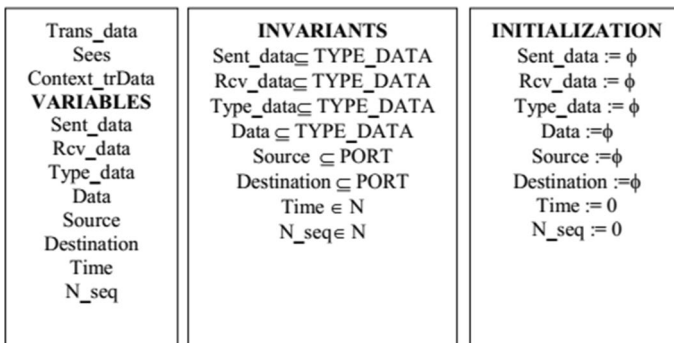 Trans_data
Sees
Context_trData
VARIABLES
Sent_data
Rcv_data
Type_data
Data
Source
Destination
Time
N_seq
INVARIANTS
Sent_data⊆ TYPE_DATA
Rcv_data⊆ TYPE_DATA
Type_data⊆ TYPE_DATA
Data ⊆ TYPE_DATA
Source ⊆ PORT
Destination ⊆ PORT
Time ∈ N
N_seq∈ N
INITIALIZATION
Sent_data := ϕ
Rcv_data := ϕ
Type_data := ϕ
Data :=ϕ
Source :=ϕ
Destination :=ϕ
Time := 0
N_seq := 0